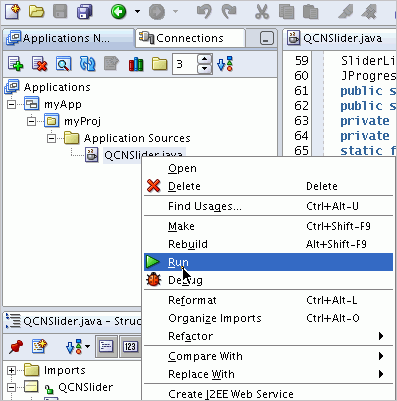 Applications N...
Connections
QCNSlider.java
3
Applications
myApp
myProj
Application Sources
QCNSlider.java
59 SliderLi
60 JProgres
61 public s
62 public s
63 private
64 private
65 static f
Open
Delete Delete
Find Usages... Ctrl+Alt-U
Make Ctrl+Shift-F9
Rebuild Alt+Shift-F9
Run
Debug
Reformat Ctrl+Alt-L
Organize Imports Ctrl+Alt-O
Refactor
Compare With
Replace With
Create J2EE Web Service
QCNSlider.java - Struc
Imports
QCNSlider